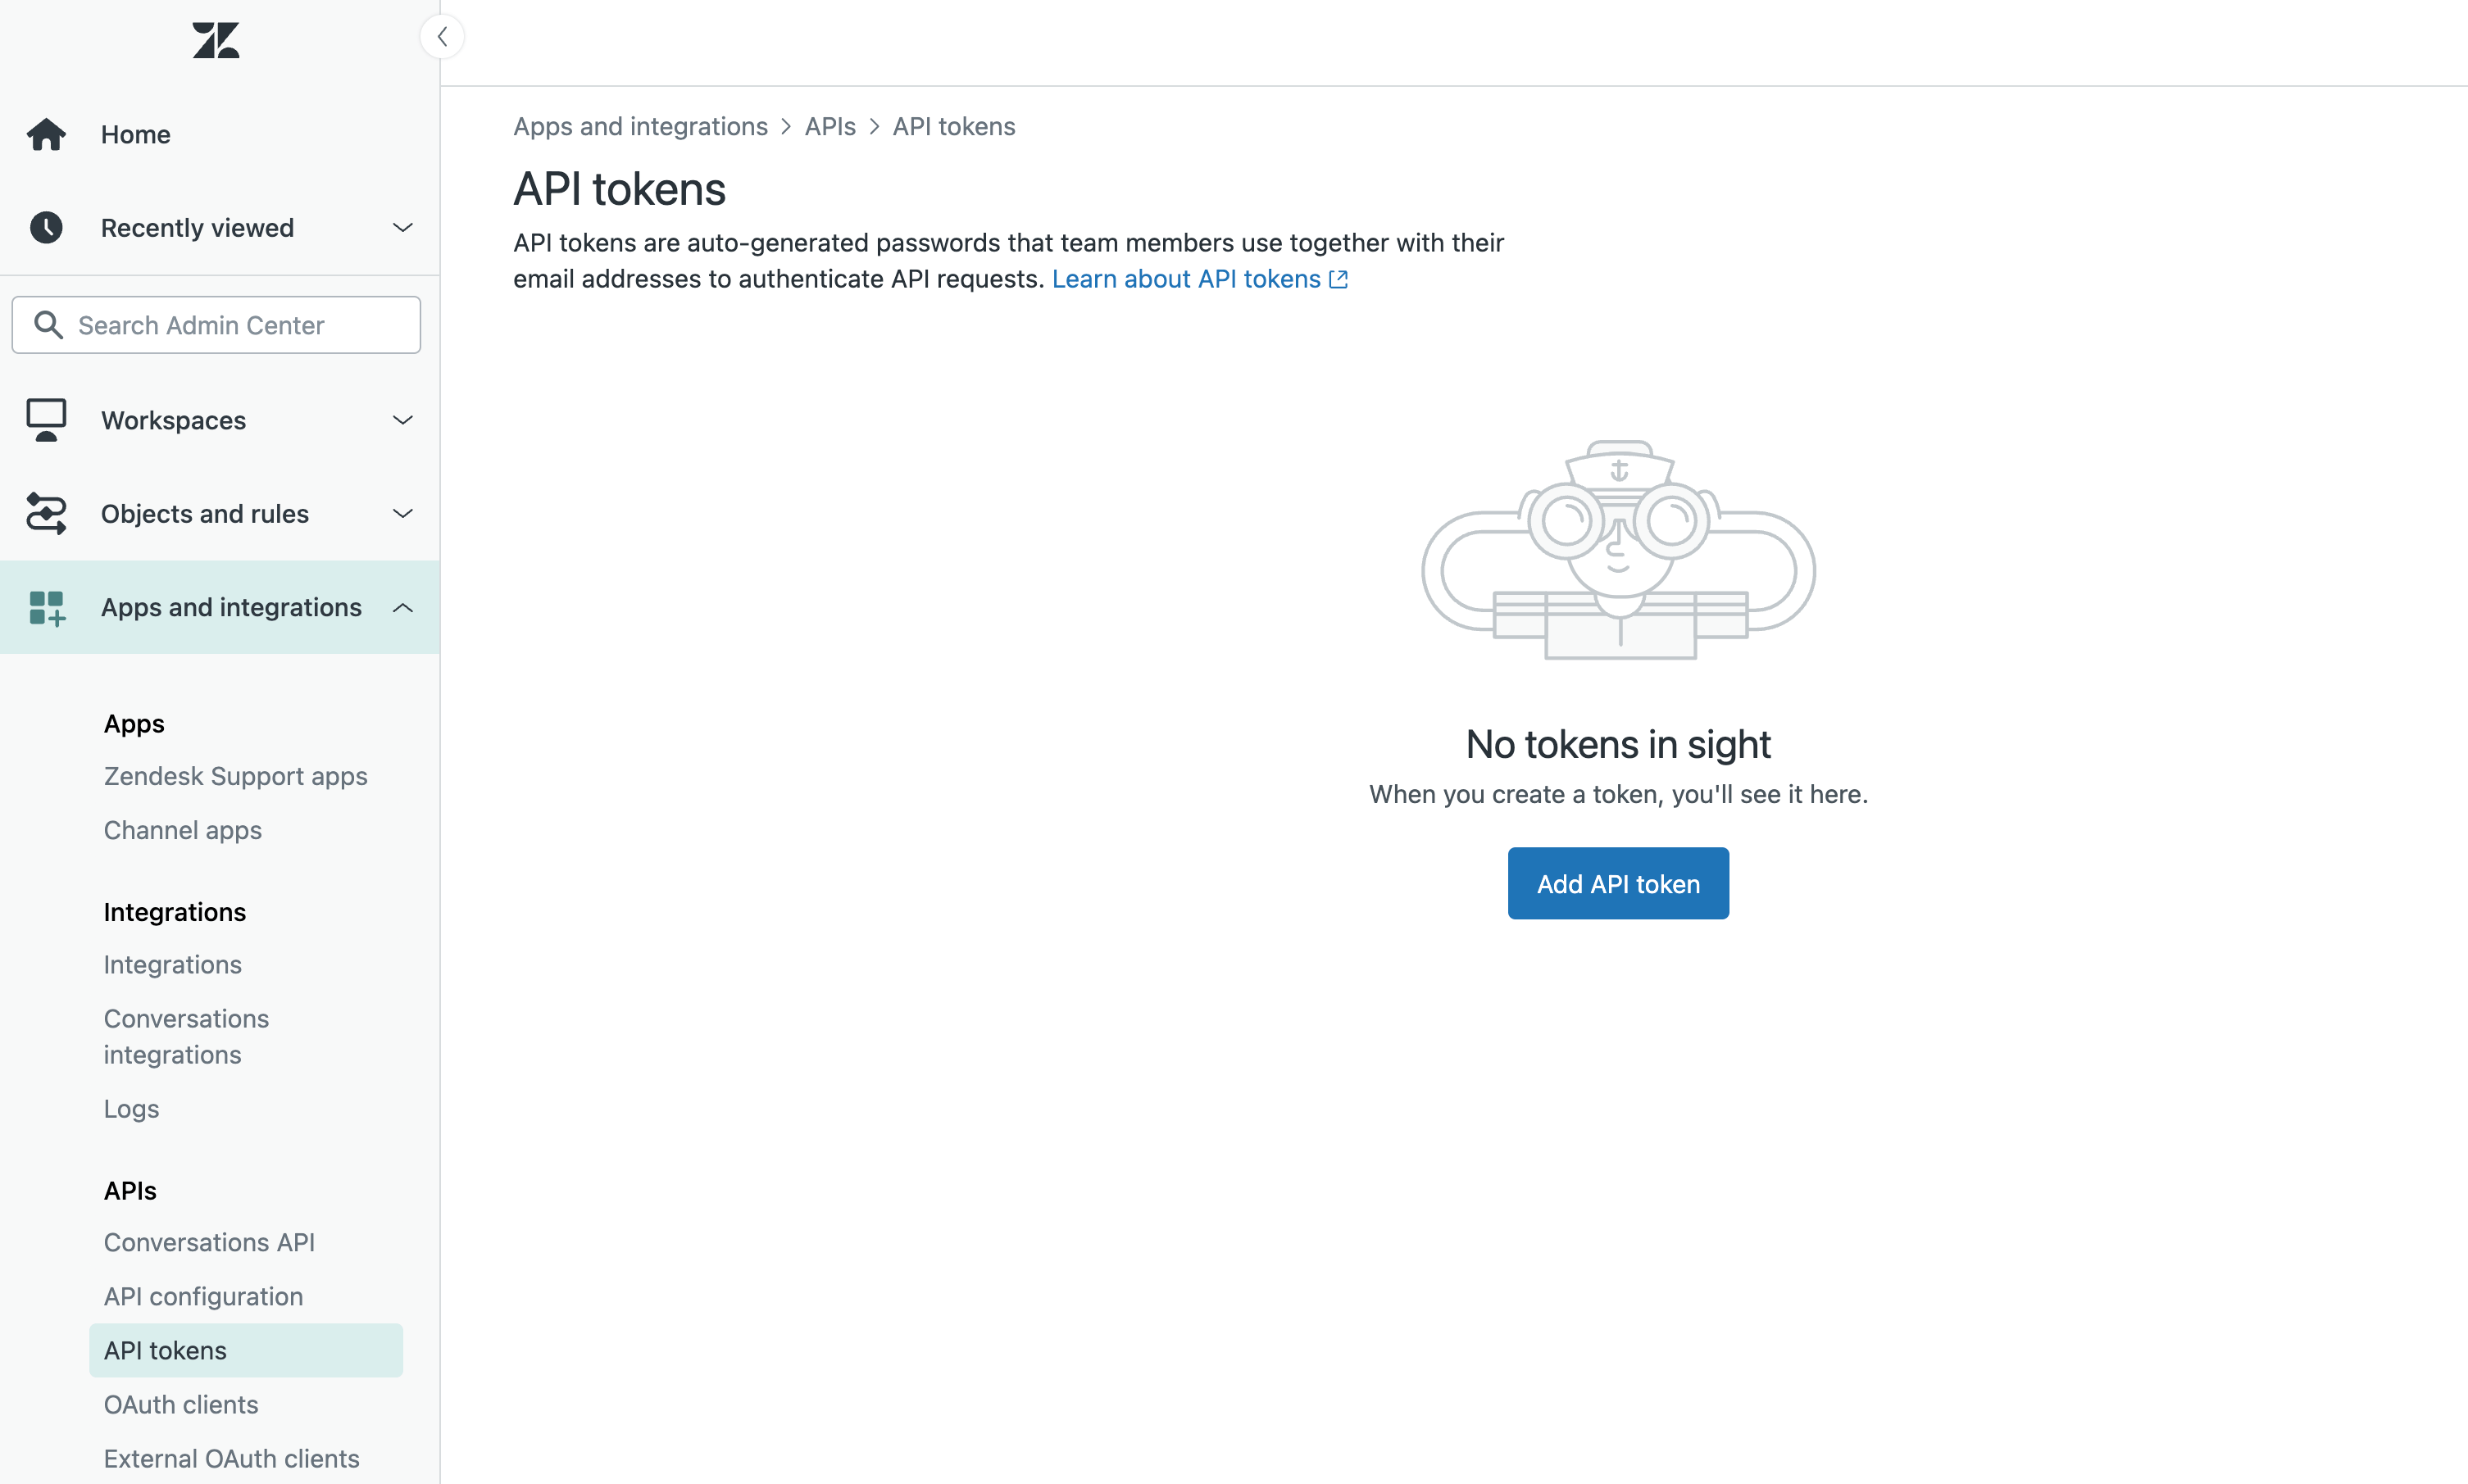 Home
Recently viewed
Search Admin Center
Workspaces
Objects and rules
Apps and integrations
Apps
Zendesk Support apps
Channel apps
Integrations
Integrations
Conversations
integrations
Logs
APIs
Conversations API
API configuration
API tokens
OAuth clients
External OAuth clients
Apps and integrations > APIs > API tokens
API tokens
API tokens are auto-generated passwords that team members use together with their
email addresses to authenticate API requests. Learn about API tokens
No tokens in sight
When you create a token, you'll see it here.
Add API token